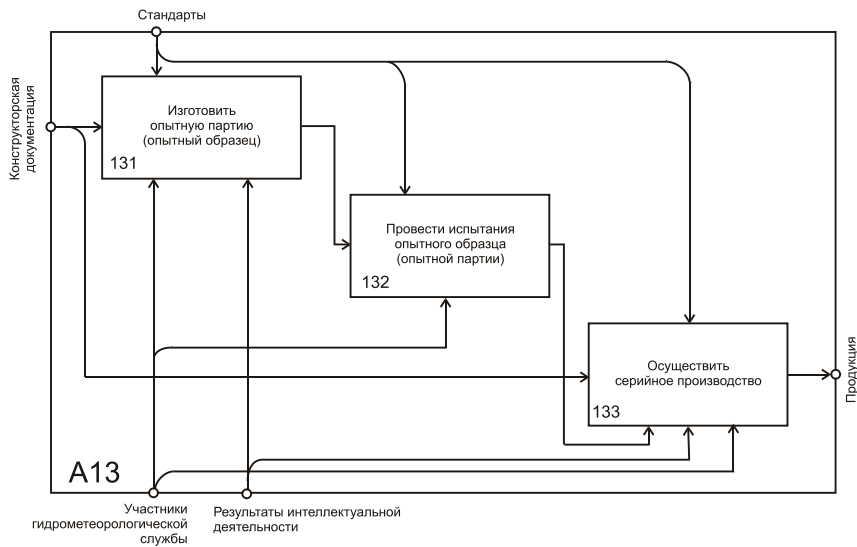 Стандарты
Конструкторская
документация
Изготовить
опытную партию
(опытный образец)
131
Провести испытания
опытного образца
(опытной партии)
132
Осуществить
серийное производство
133
Продукция
А13
Участники
гидрометеорологической
службы
Результаты интеллектуальной
деятельности